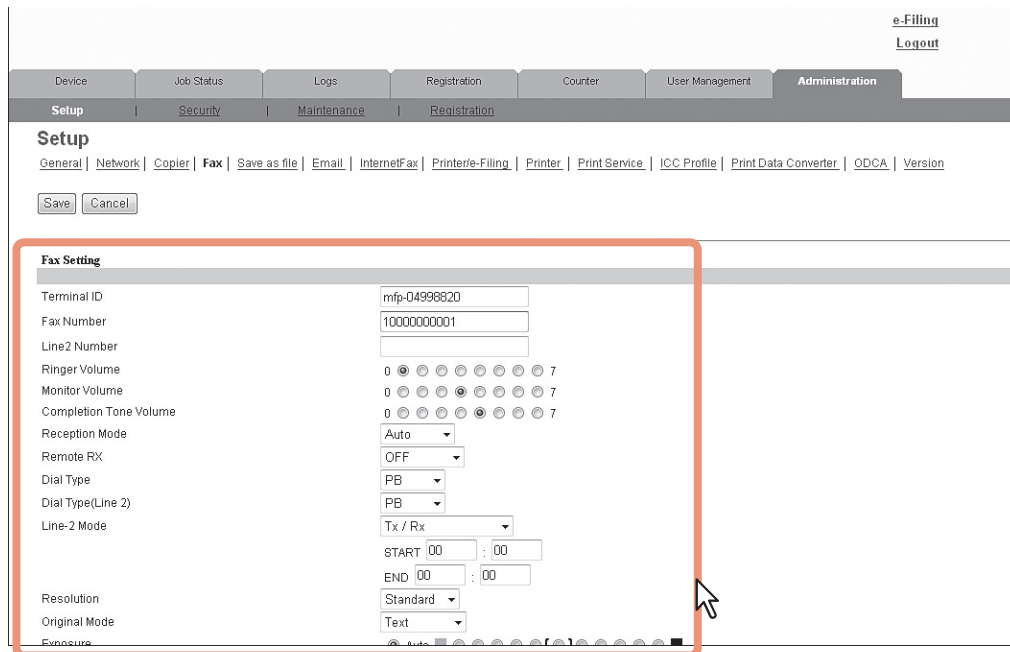 e-Filing
Logout
Device Job Status Logs Registration Counter User Management Administration
Setup | Security | Maintenance | Registration
Setup
General | Network | Copier | Fax | Save as file | Email | InternetFax | Printer/e-Filing | Printer | Print Service | ICC Profile | Print Data Converter | ODCA | Version
Save Cancel
Fax Setting
Terminal ID mfp-04998820
Fax Number 10000000001
Line2 Number
Ringer Volume 0 7
Monitor Volume 0 7
Completion Tone Volume 0 7
Reception Mode Auto
Remote RX OFF
Dial Type PB
Dial Type(Line 2) PB
Line-2 Mode Tx / Rx
START 00 : 00
END 00 : 00
Resolution Standard
Original Mode Text
Exposure Auto [ ]